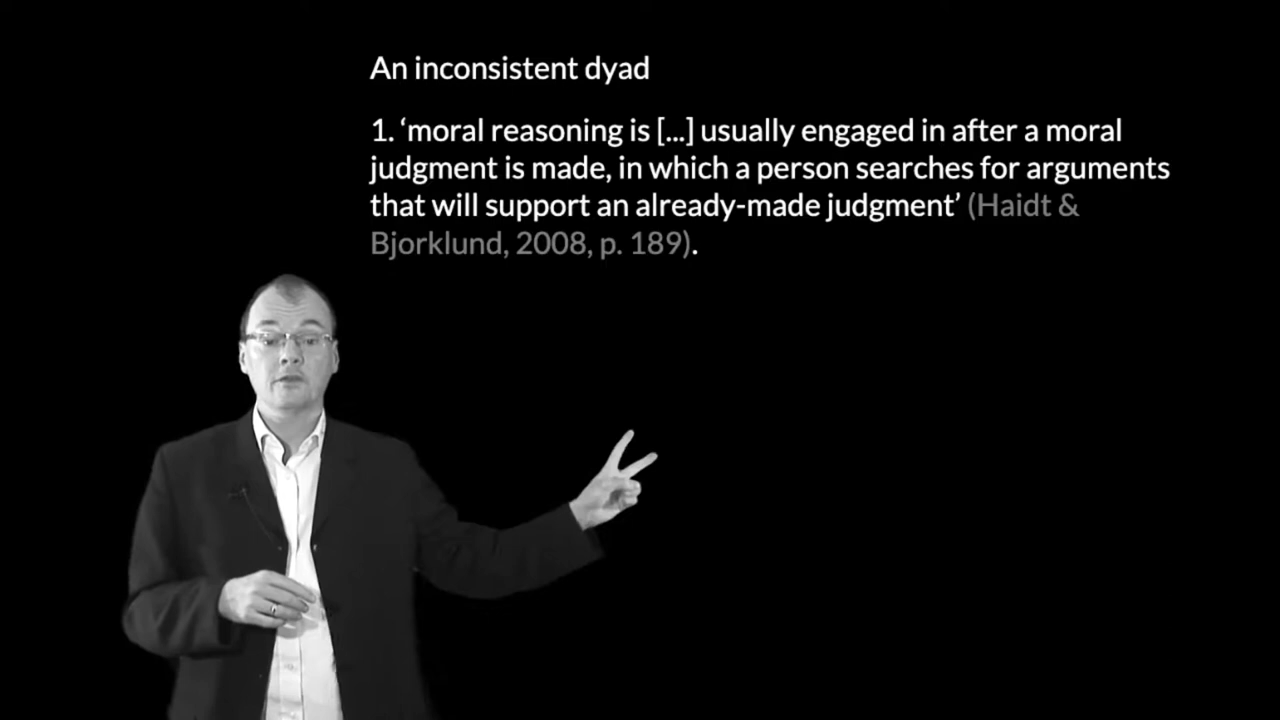 An inconsistent dyad
1. ‘moral reasoning is [...] usually engaged in after a moral
judgment is made, in which a person searches for arguments
that will support an already-made judgment’ (Haidt &
Bjorklund, 2008, p. 189).